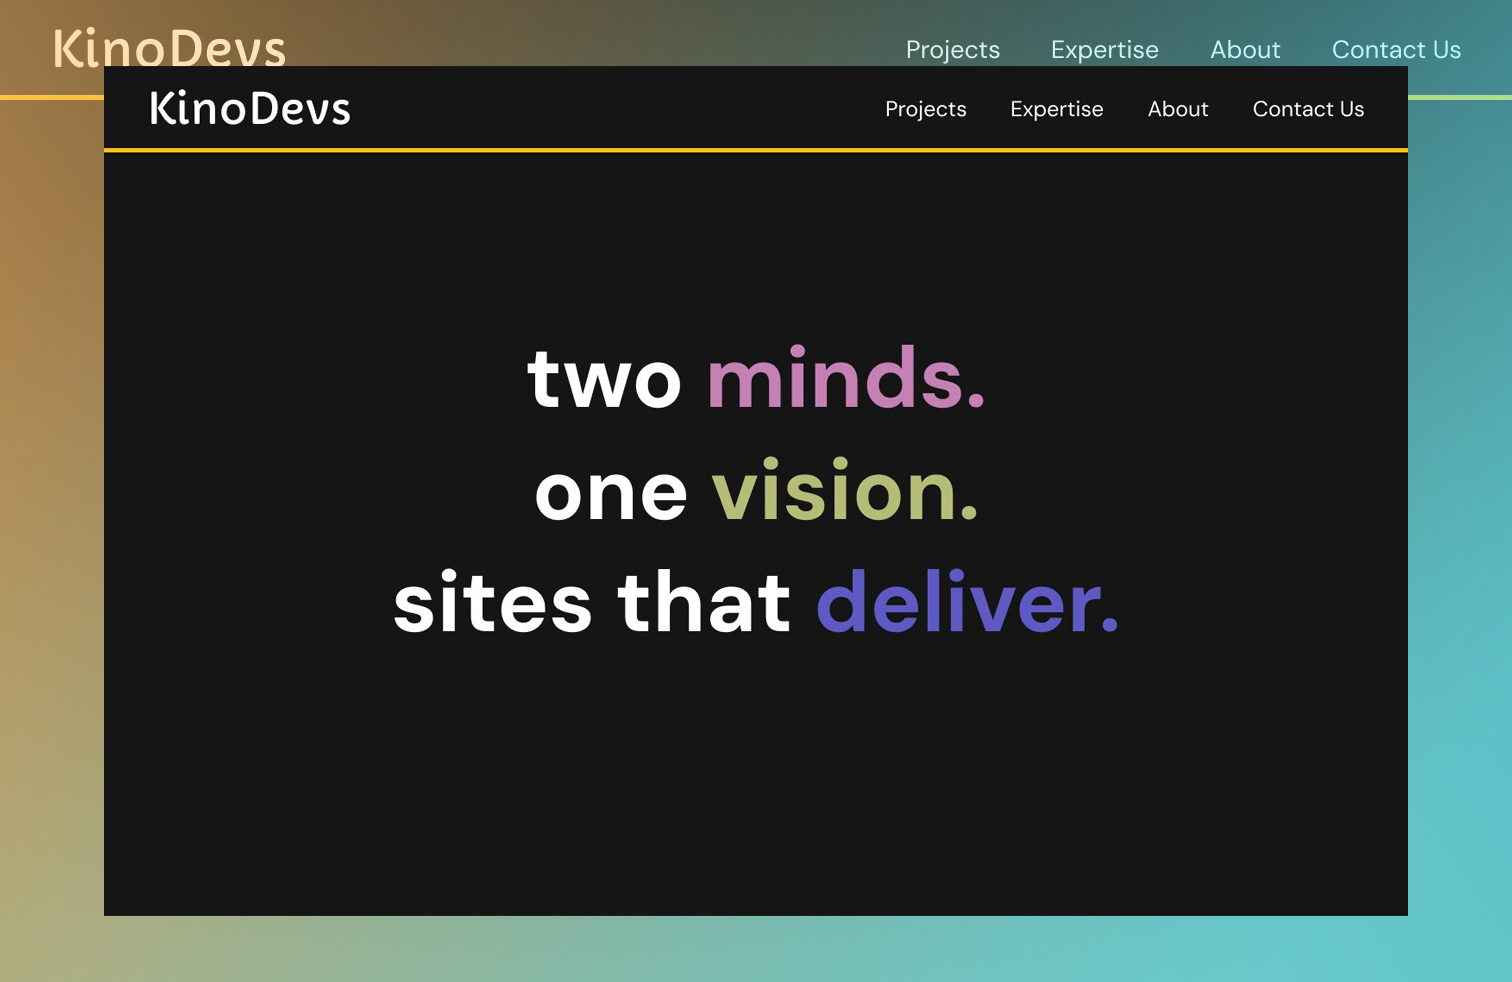 KinoDevs
Projects Expertise About Contact Us
KinoDevs
Projects Expertise About Contact Us
two minds.
one vision.
sites that deliver.